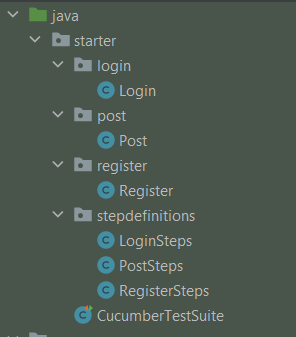 java
starter
login
Login
post
Post
register
Register
stepdefinitions
LoginSteps
PostSteps
RegisterSteps
CucumberTestSuite